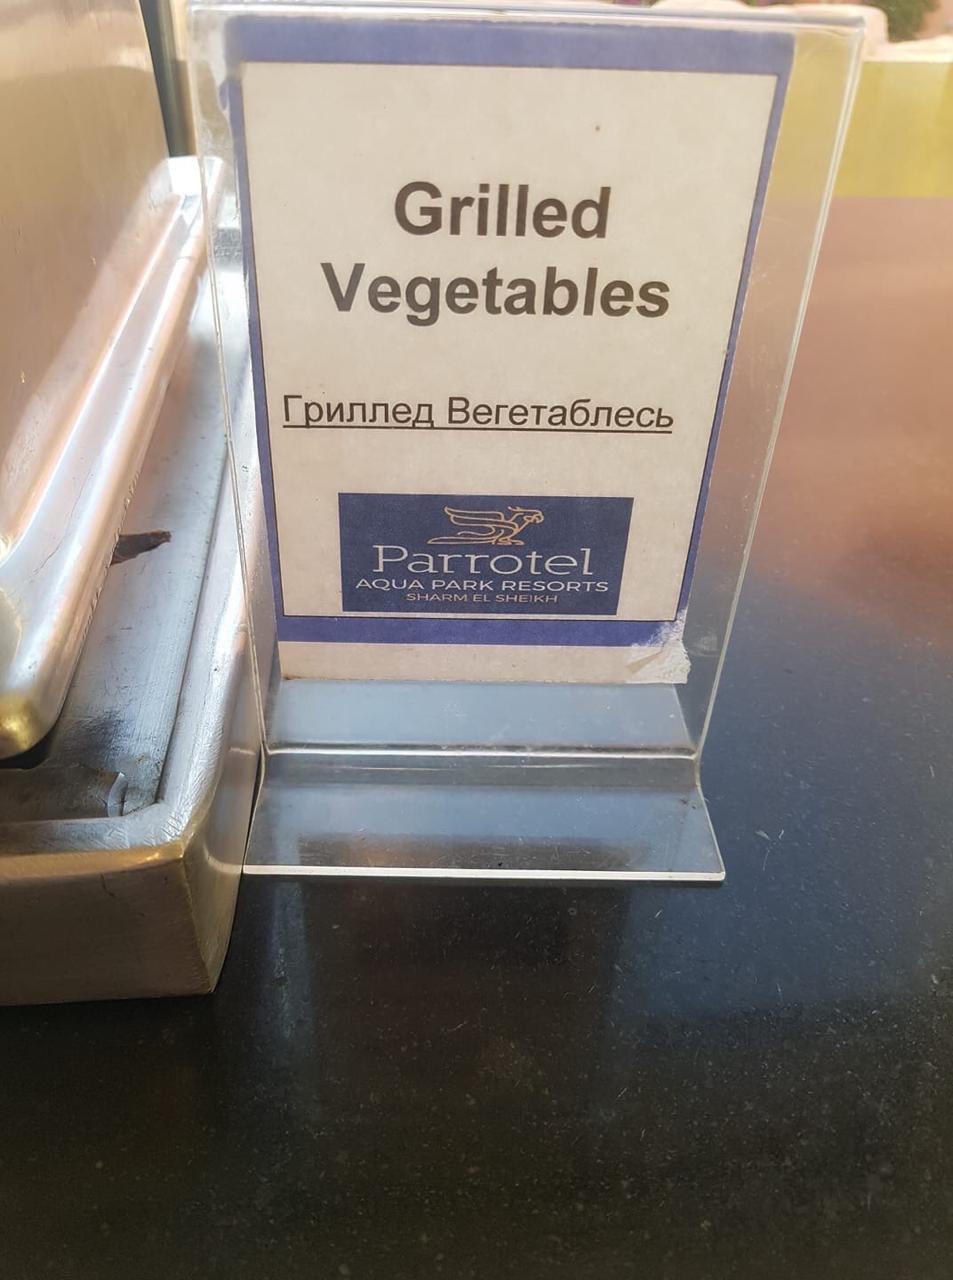 Grilled
Vegetables
Гриллед Вегетаблесь
Parrotel
AQUA PARK RESORTS
SHARM EL SHEIKH